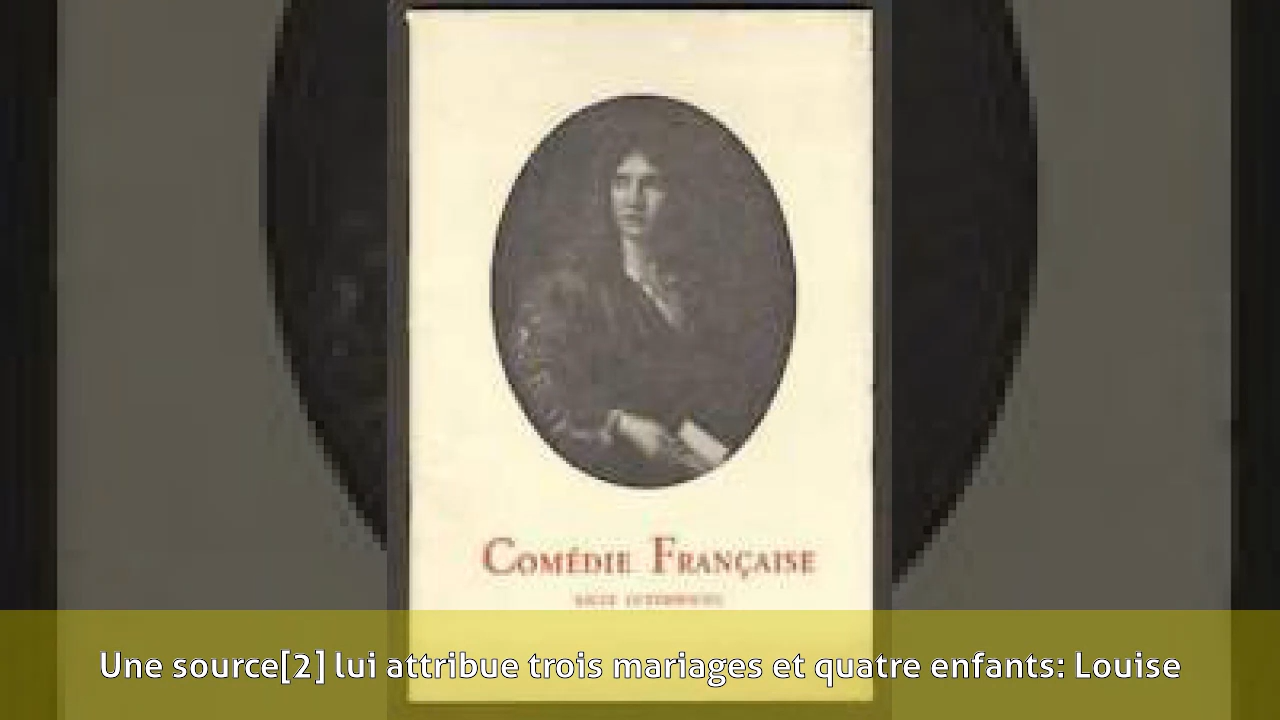 Comédie Française
Une source[2] lui attribue trois mariages et quatre enfants: Louise